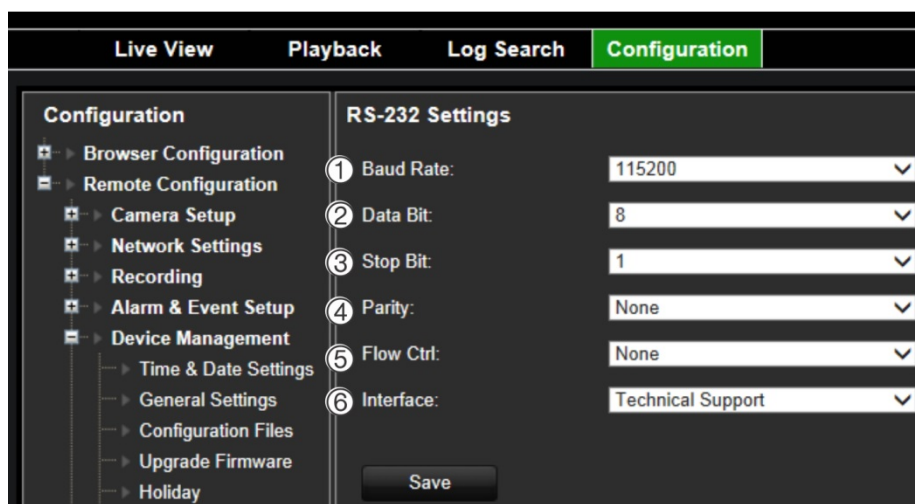 Live View Playback Log Search Configuration
Configuration
Browser Configuration
Remote Configuration
Camera Setup
Network Settings
Recording
Alarm & Event Setup
Device Management
Time & Date Settings
General Settings
Configuration Files
Upgrade Firmware
Holiday
RS-232 Settings
① Baud Rate: 115200
② Data Bit: 8
③ Stop Bit: 1
④ Parity: None
⑤ Flow Ctrl: None
⑥ Interface: Technical Support
Save